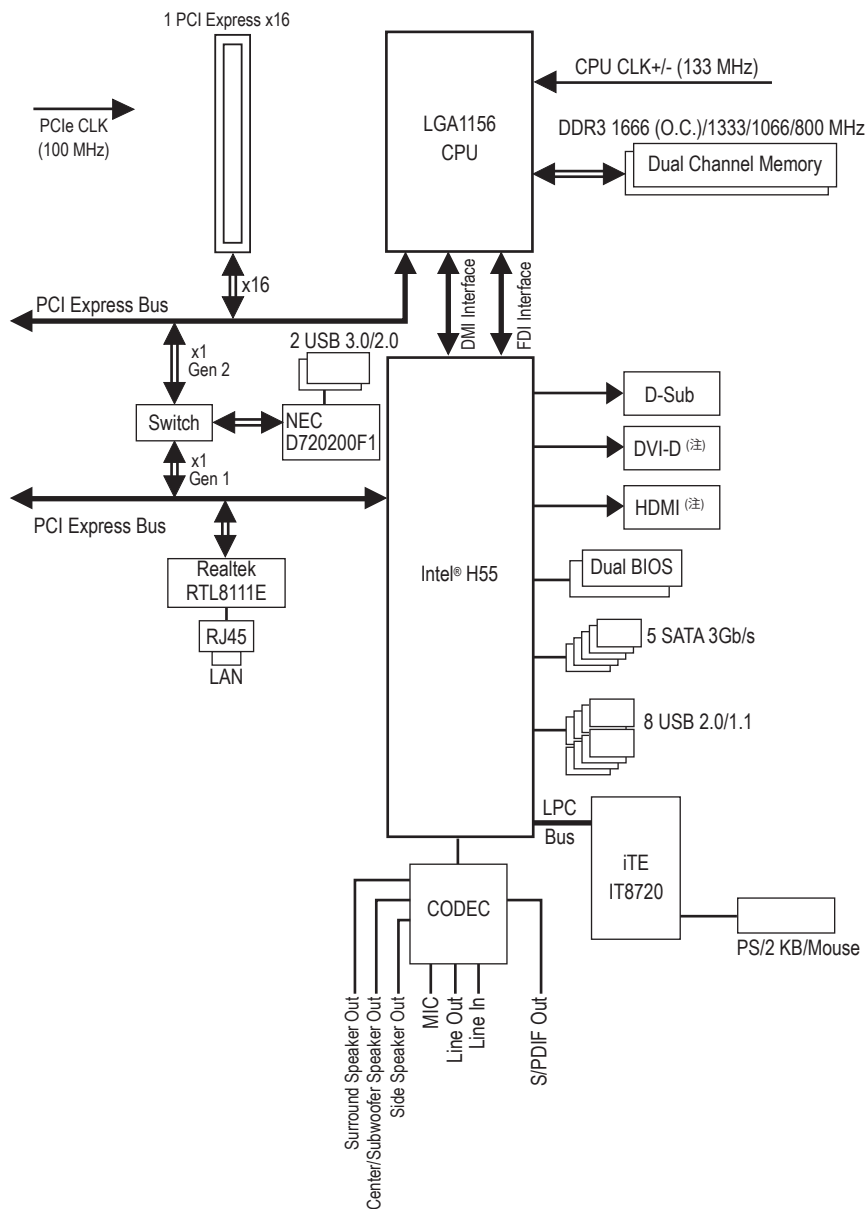 1 PCI Express x16
PCIe CLK
(100 MHz)
LGA1156
CPU
CPU CLK+/- (133 MHz)
DDR3 1666 (O.C.)/1333/1066/800 MHz
Dual Channel Memory
x16
PCI Express Bus
DMI Interface
FDI Interface
x1
Gen 2
2 USB 3.0/2.0
Switch
NEC
D720200F1
x1
Gen 1
PCI Express Bus
Realtek
RTL8111E
RJ45
LAN
Intel® H55
D-Sub
DVI-D (注)
HDMI (注)
Dual BIOS
5 SATA 3Gb/s
8 USB 2.0/1.1
LPC
Bus
iTE
IT8720
PS/2 KB/Mouse
CODEC
Surround Speaker Out
Center/Subwoofer Speaker Out
Side Speaker Out
MIC
Line Out
Line In
S/PDIF Out